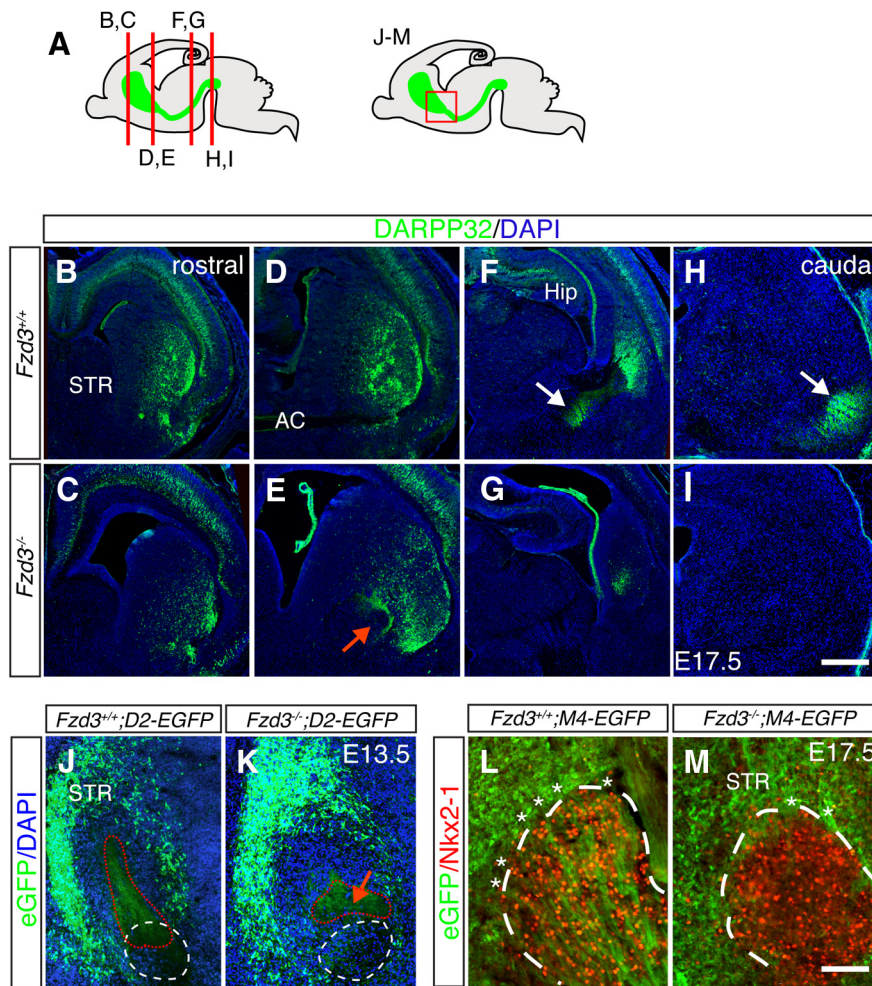 A
B,C
F,G
D,E
H,I
J-M
DARPP32/DAPI
Fzd3+/+
B
rostral
STR
D
AC
F
Hip
H
cauda
Fzd3-/-
C
E
G
I
E17.5
Fzd3+/+;D2-EGFP
Fzd3-/-;D2-EGFP
Fzd3+/+;M4-EGFP
Fzd3-/-;M4-EGFP
eGFP/DAPI
J
STR
K
E13.5
eGFP/Nkx2-1
L
* * * * * *
M
E17.5
STR
* *